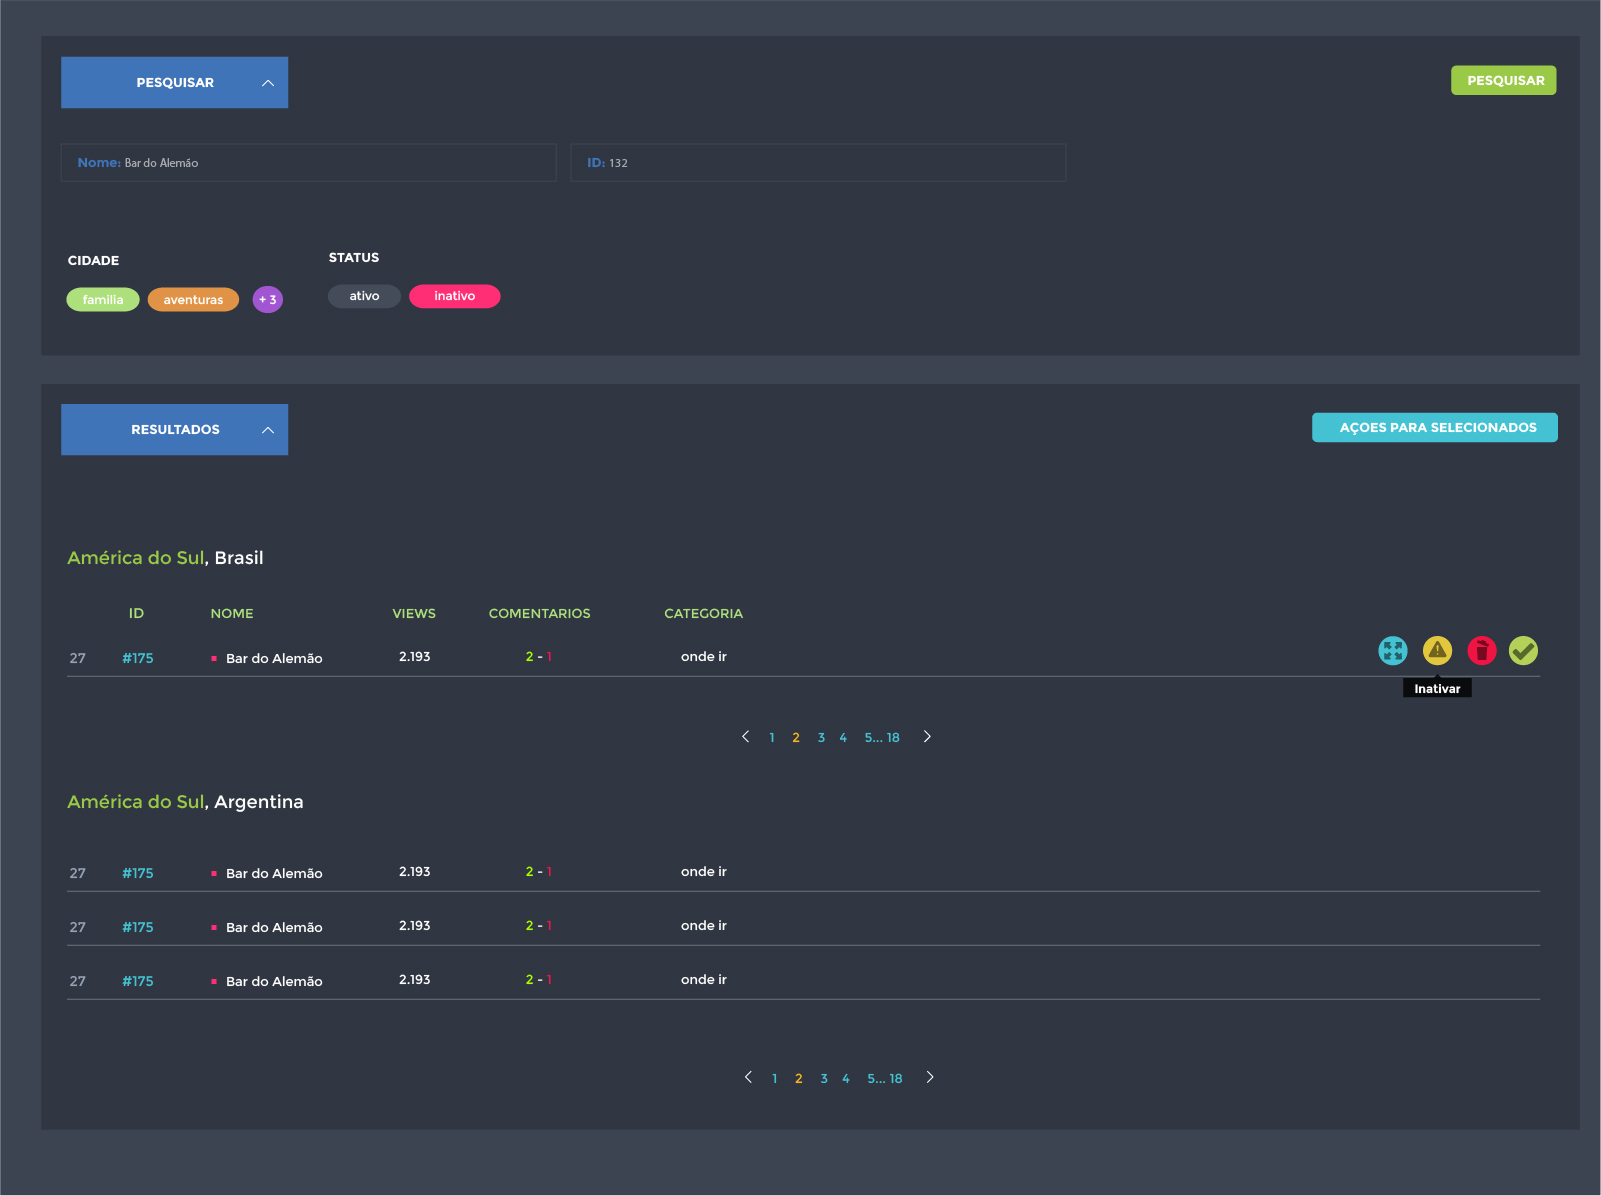 PESQUISAR
PESQUISAR
Nome: Bar do Alemão
ID: 132
CIDADE
STATUS
familia aventuras + 3
ativo inativo
RESULTADOS
AÇOES PARA SELECIONADOS
América do Sul, Brasil
ID NOME VIEWS COMENTARIOS CATEGORIA
27 #175 Bar do Alemão 2.193 2 - 1 onde ir
Inativar
1 2 3 4 5... 18
América do Sul, Argentina
27 #175 Bar do Alemão 2.193 2 - 1 onde ir
27 #175 Bar do Alemão 2.193 2 - 1 onde ir
27 #175 Bar do Alemão 2.193 2 - 1 onde ir
1 2 3 4 5... 18